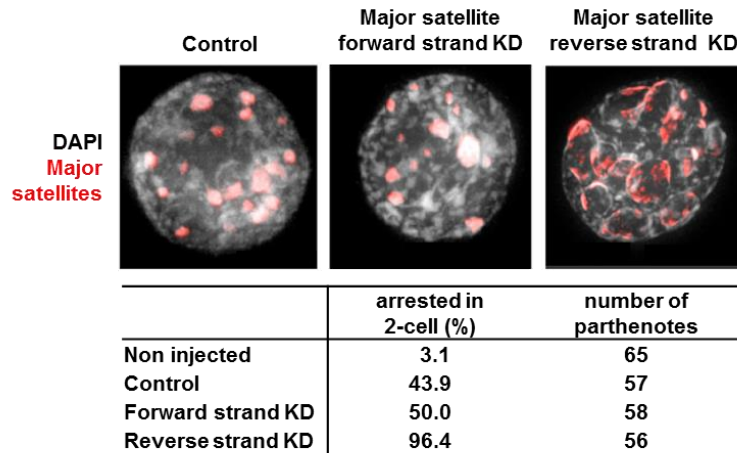 Control
Major satellite
forward strand KD
Major satellite
reverse strand KD
DAPI
Major
satellites
arrested in
2-cell (%)
number of
parthenotes
Non injected 3.1 65
Control 43.9 57
Forward strand KD 50.0 58
Reverse strand KD 96.4 56